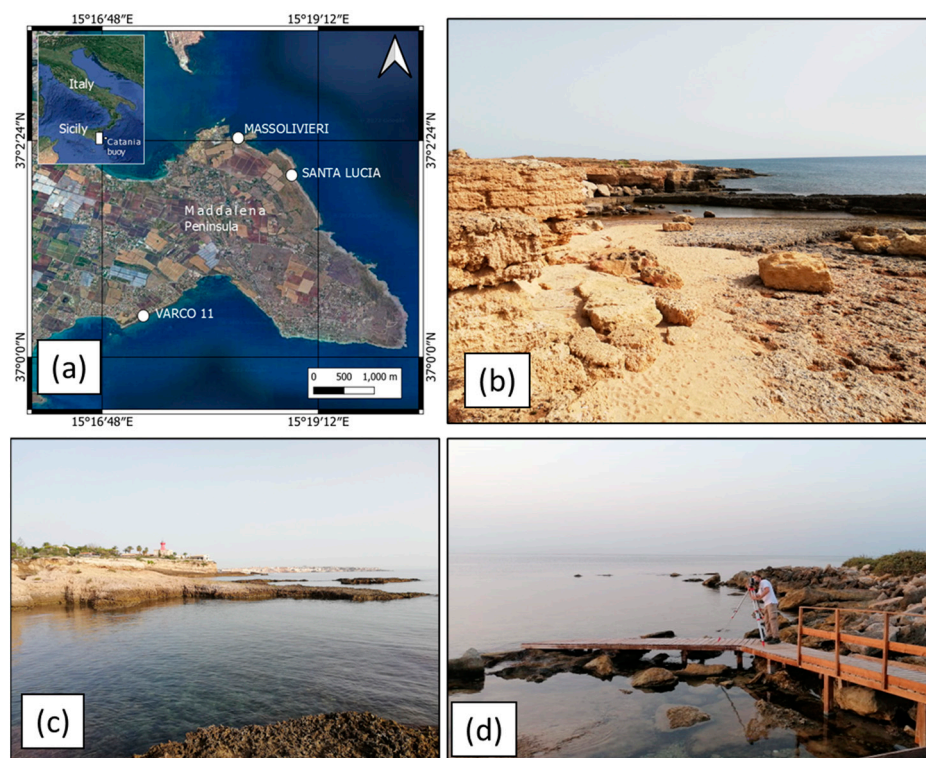 15°16’48”E
15°19’12”E
Italy
Sicily
Catania
buoy
MASSOLIVIERI
SANTA LUCIA
Maddalena
Peninsula
VARCO 11
37°2’24”N
37°2’24”N
37°0’0”N
37°0’0”N
(a)
0 500 1,000 m
15°16’48”E
15°19’12”E
(b)
(c)
(d)